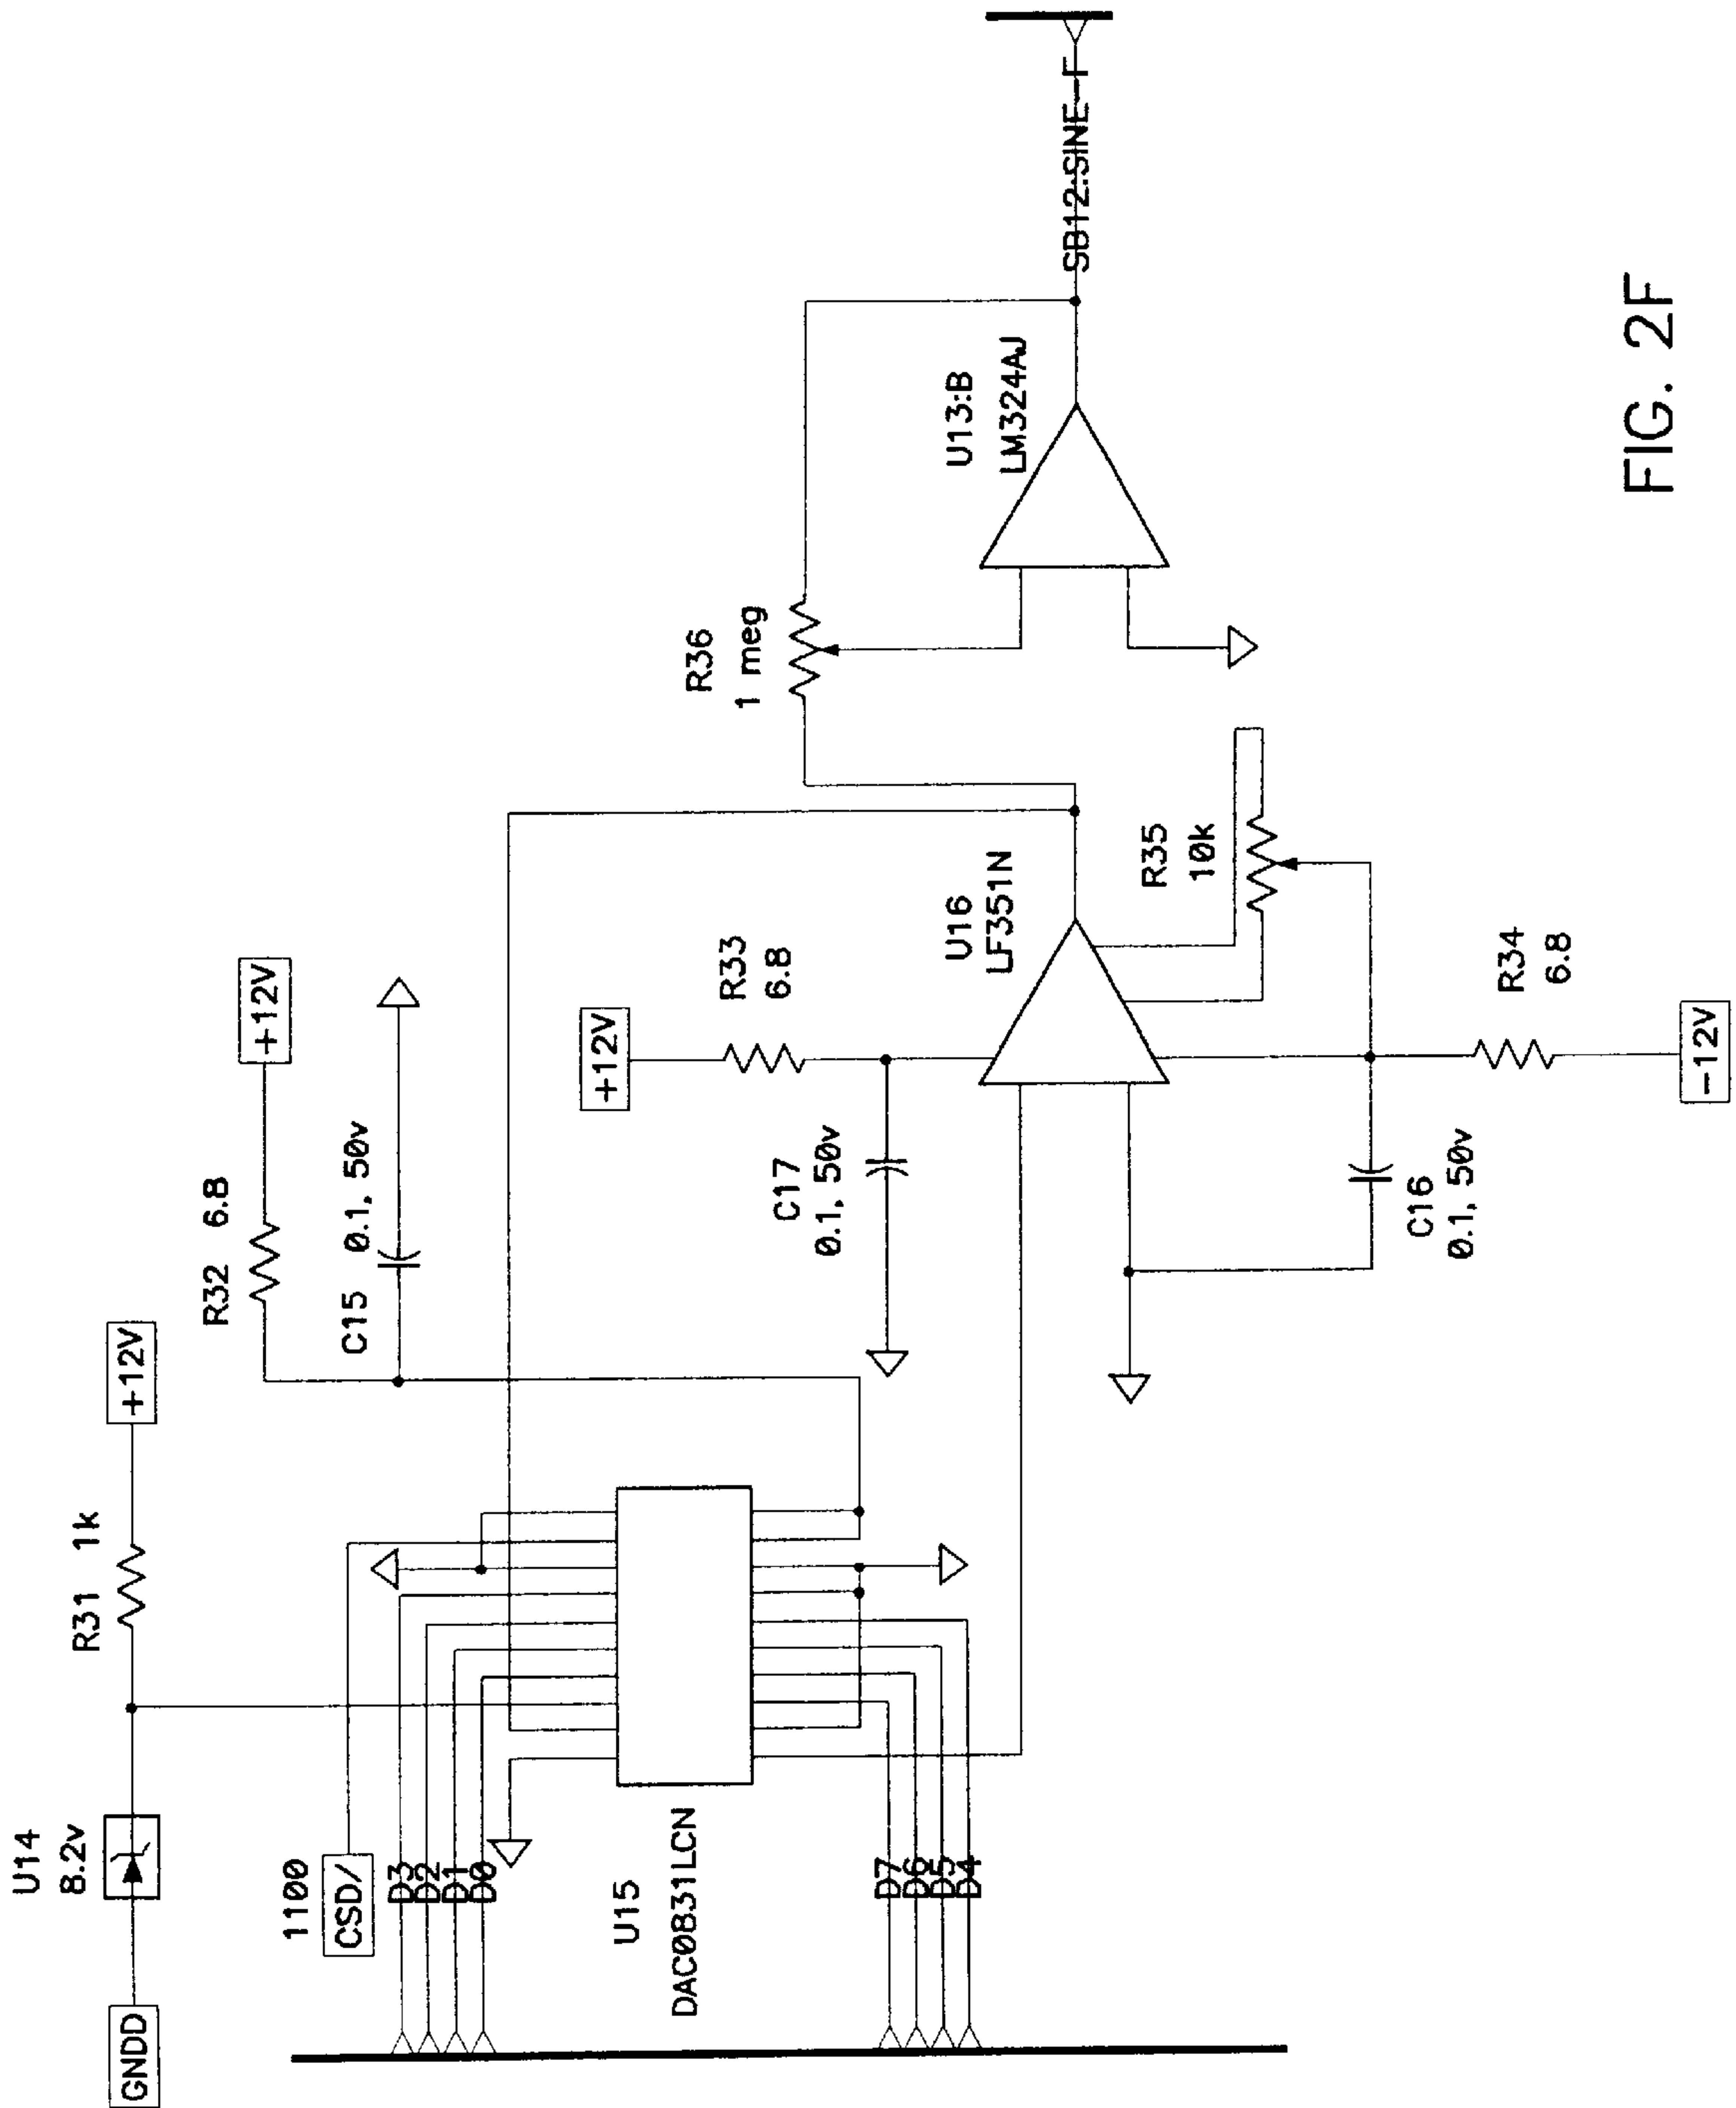 U14
8.2v
GNDD
R31 1k
+12V
R32 6.8
+12V
C15 0.1, 50v
1100
CSD/
D3
D2
D1
D0
U15
DAC0831LCN
D7
D6
D5
D4
+12V
R33
6.8
C17
0.1, 50v
U16
LF351N
R35
10k
C16
0.1, 50v
R34
6.8
-12V
R36
1 meg
U13:B
LM324AJ
SB12:SINE-T
FIG. 2F